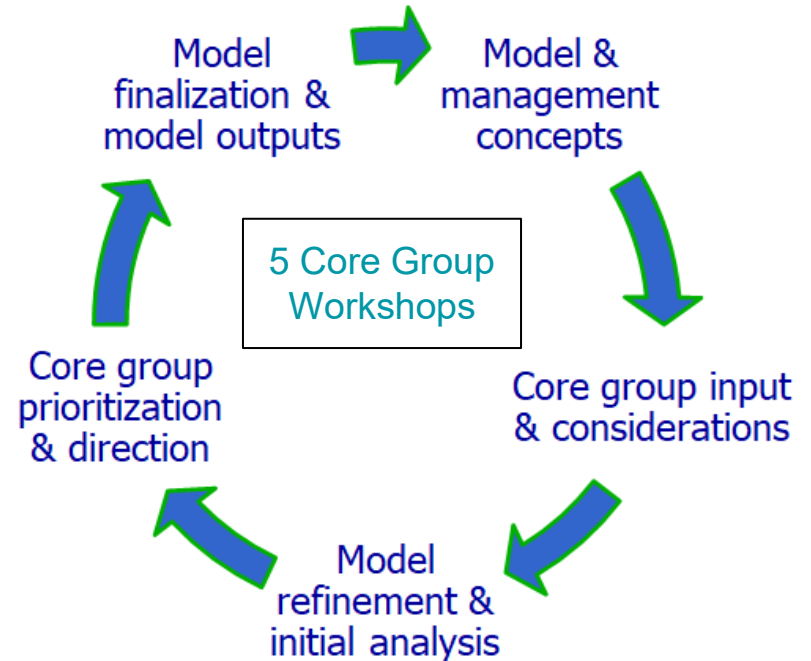 Model
finalization &
model outputs
Model &
management
concepts
5 Core Group
Workshops
Core group
prioritization
& direction
Core group input
& considerations
Model
refinement &
initial analysis